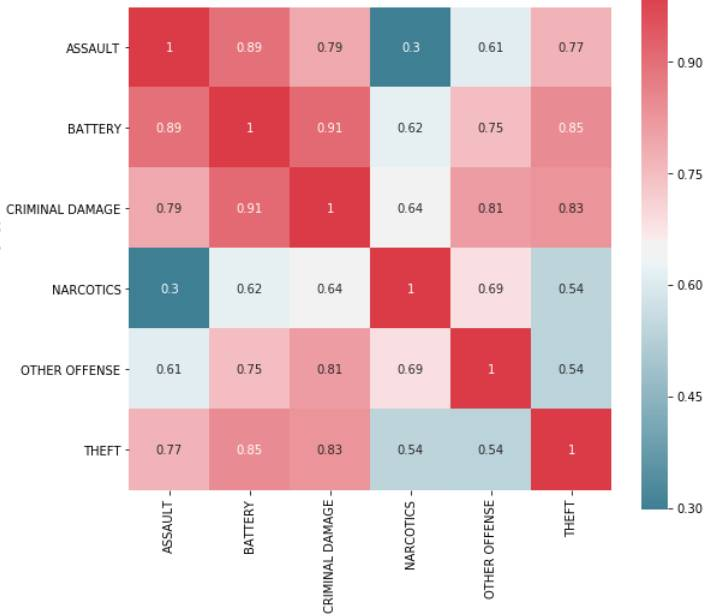 ASSAULT 1 0.89 0.79 0.3 0.61 0.77
BATTERY 0.89 1 0.91 0.62 0.75 0.85
CRIMINAL DAMAGE 0.79 0.91 1 0.64 0.81 0.83
NARCOTICS 0.3 0.62 0.64 1 0.69 0.54
OTHER OFFENSE 0.61 0.75 0.81 0.69 1 0.54
THEFT 0.77 0.85 0.83 0.54 0.54 1
ASSAULT
BATTERY
CRIMINAL DAMAGE
NARCOTICS
OTHER OFFENSE
THEFT
0.90
0.75
0.60
0.45
0.30